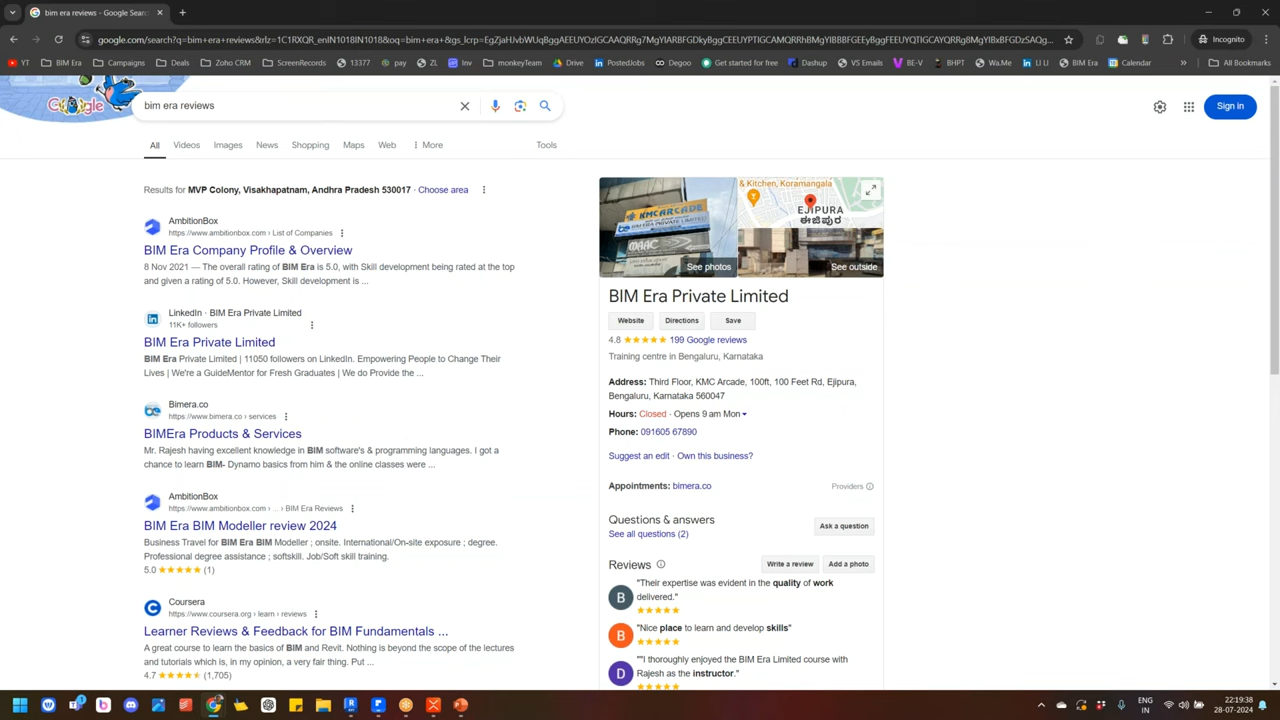 bim era reviews - Google Sear
google.com/search?q=bim+era+reviews&rlz=1C1RXQR_enIN1018IN1018&oq=bim+era+&gs_lcrp=
Incognito
YT
BIM Era
Campaigns
Deals
Zoho CRM
ScreenRecords
13377
pay
ZL
Inv
monkeyTeam
Drive
PostedJobs
Degoo
Get started for free
Dashup
VS Emails
BE-V
BHPT
Wa.Me
LI LI
BIM Era
Calendar
All Bookmarks
Google
bim era reviews
Sign in
All
Videos
Images
News
Shopping
Maps
Web
More
Tools
Results for MVP Colony, Visakhapatnam, Andhra Pradesh 530017 · Choose area
AmbitionBox
https://www.ambitionbox.com › List of Companies
BIM Era Company Profile & Overview
8 Nov 2021 — The overall rating of BIM Era is 5.0, with Skill development being rated at the top
and given a rating of 5.0. However, Skill development is ...
LinkedIn · BIM Era Private Limited
11K+ followers
BIM Era Private Limited
BIM Era Private Limited | 11050 followers on LinkedIn. Empowering People to Change Their
Lives | We're a GuideMentor for Fresh Graduates | We do Provide the ...
Bimera.co
https://www.bimera.co › services
BIMEra Products & Services
Mr. Rajesh having excellent knowledge in BIM software's & programming languages. I got a
chance to learn BIM- Dynamo basics from him & the online classes were ...
AmbitionBox
https://www.ambitionbox.com › ... › BIM Era Reviews
BIM Era BIM Modeller review 2024
Business Travel for BIM Era BIM Modeller ; onsite. International/On-site exposure ; degree.
Professional degree assistance ; softskill. Job/Soft skill training.
5.0 (1)
Coursera
https://www.coursera.org › learn › reviews
Learner Reviews & Feedback for BIM Fundamentals ...
A great course to learn the basics of BIM and Revit. Nothing is beyond the scope of the lectures
and tutorials which is, in my opinion, a very fair thing. Put ...
4.7 (1,705)
KMC ARCADE
BIM ERA PRIVATE LIMITED
MAAC
See photos
& Kitchen, Koramangala
EJIPURA
ಈಜಿಪುರ
See outside
BIM Era Private Limited
Website
Directions
Save
4.8 199 Google reviews
Training centre in Bengaluru, Karnataka
Address: Third Floor, KMC Arcade, 100ft, 100 Feet Rd, Ejipura,
Bengaluru, Karnataka 560047
Hours: Closed · Opens 9 am Mon
Phone: 091605 67890
Suggest an edit · Own this business?
Appointments: bimera.co
Providers
Questions & answers
See all questions (2)
Ask a question
Reviews
Write a review
Add a photo
B
"Their expertise was evident in the quality of work
delivered."
B
"Nice place to learn and develop skills"
D
""I thoroughly enjoyed the BIM Era Limited course with
Rajesh as the instructor."
ENG
IN
22:19:38
28-07-2024